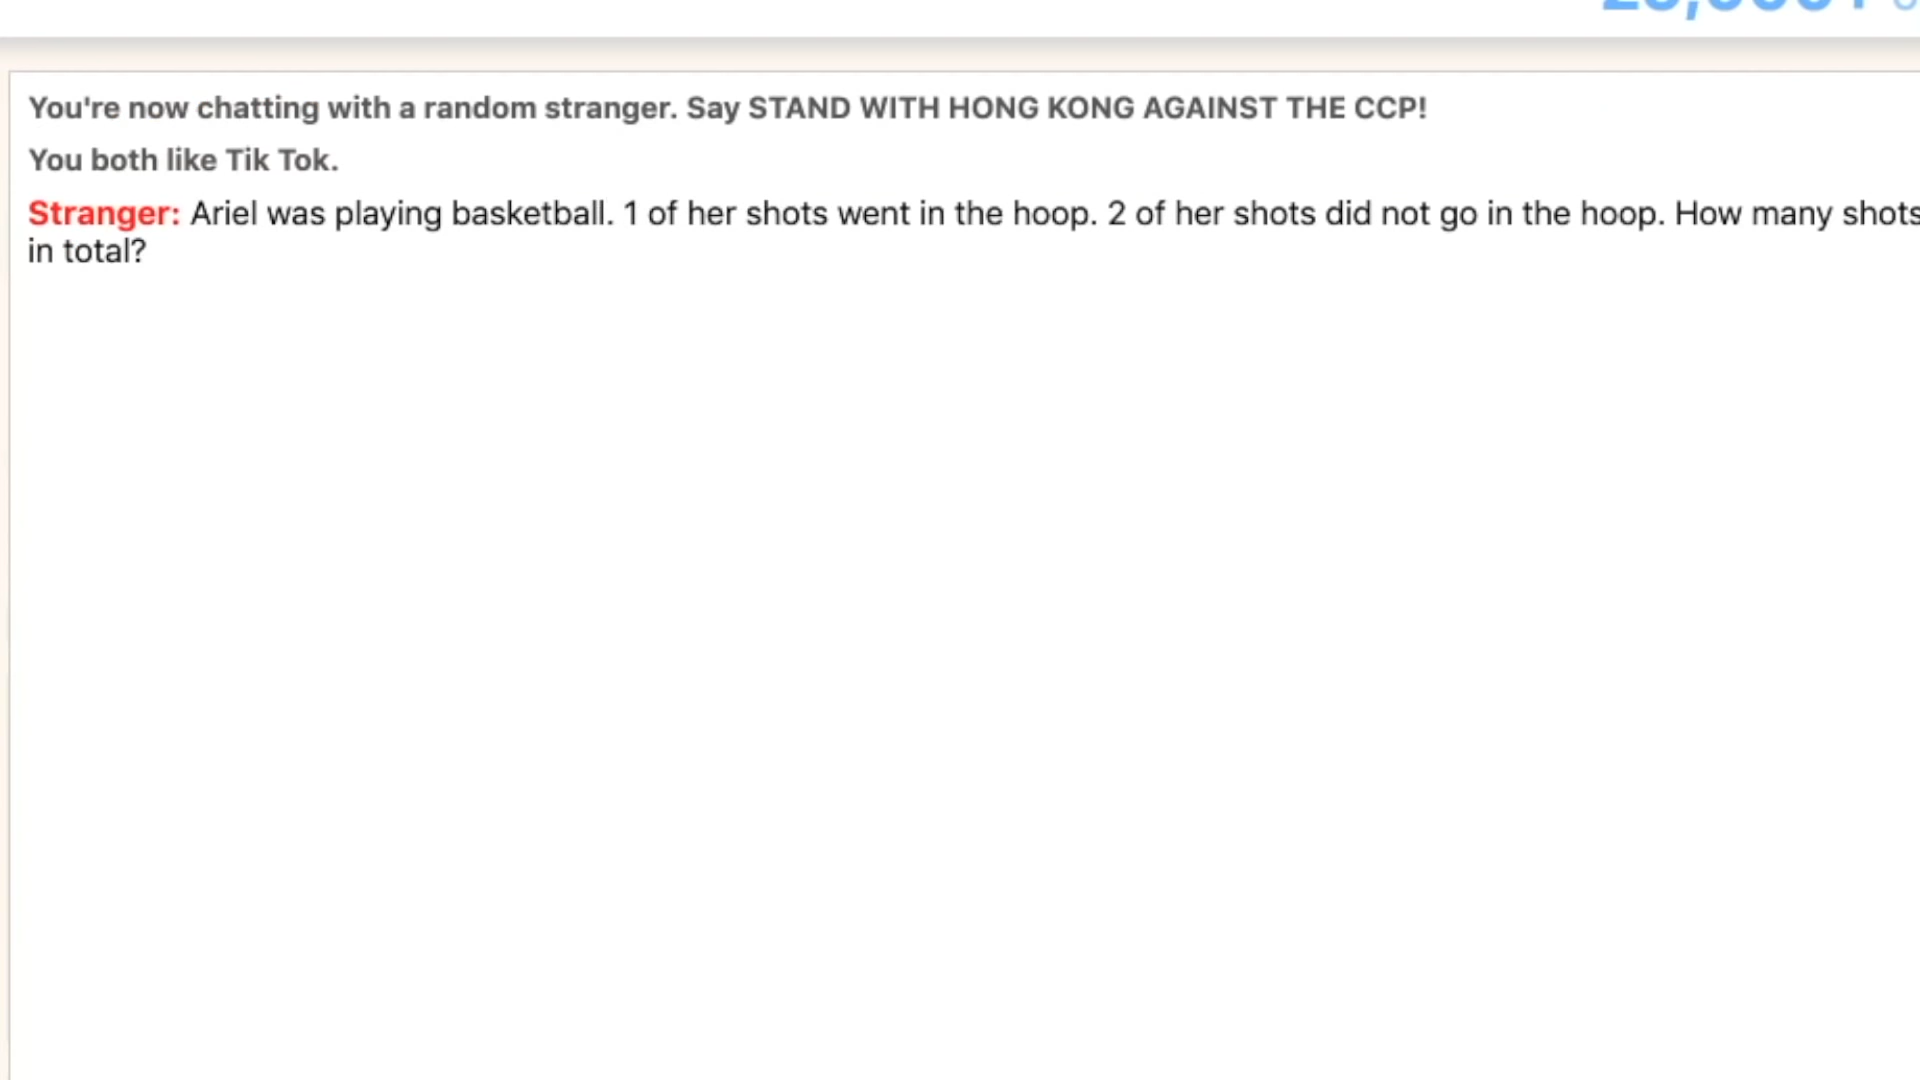 You're now chatting with a random stranger. Say STAND WITH HONG KONG AGAINST THE CCP!
You both like Tik Tok.
Stranger: Ariel was playing basketball. 1 of her shots went in the hoop. 2 of her shots did not go in the hoop. How many shots
in total?